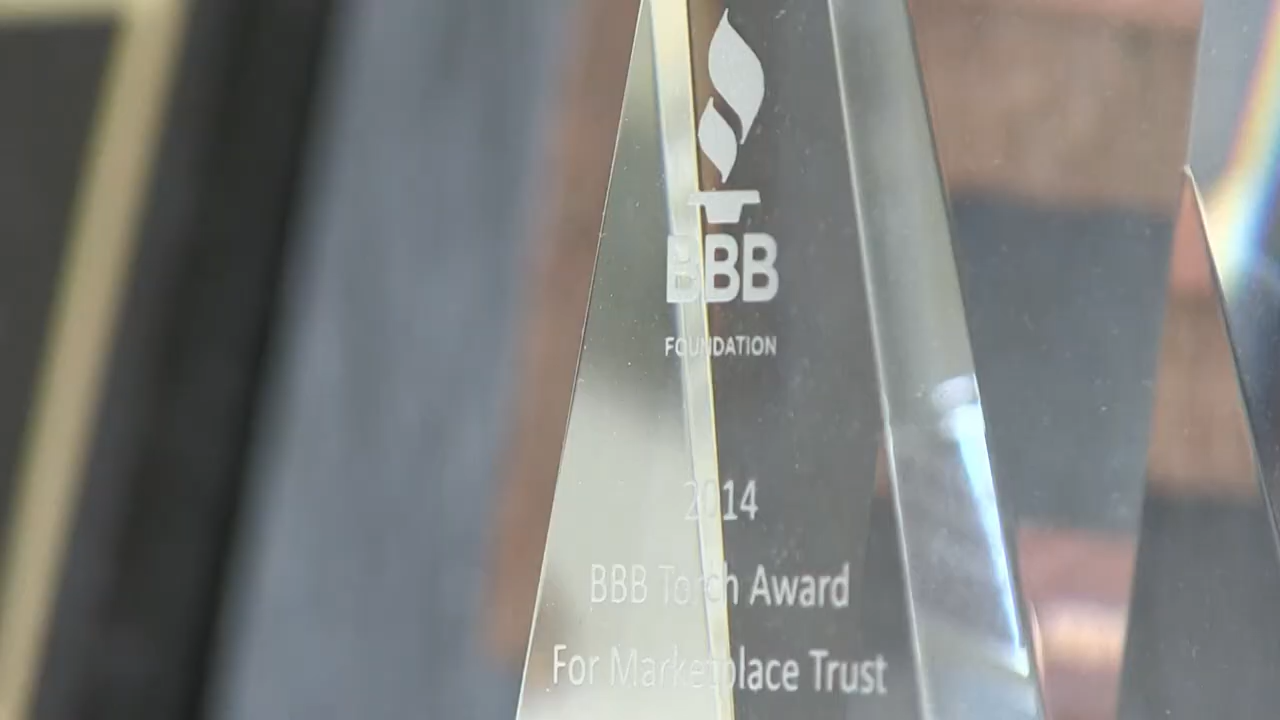 BBB
FOUNDATION
2014
BBB Torch Award
For Marketplace Trust